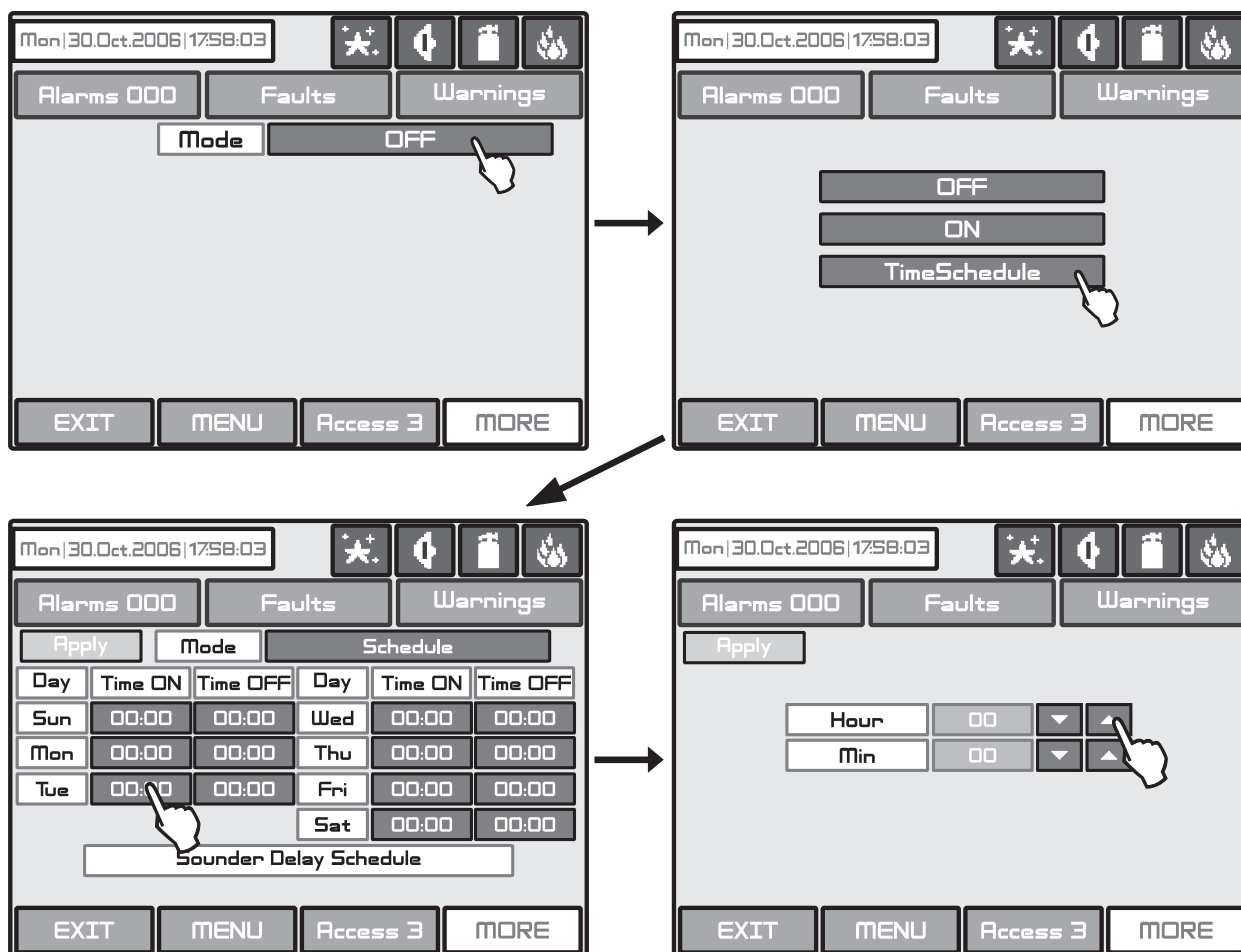 Mon|30.Oct.2006|17:58:03
Alarms 000 Faults Warnings
Mode OFF
EXIT MENU Access 3 MORE
Mon|30.Oct.2006|17:58:03
Alarms 000 Faults Warnings
OFF
ON
TimeSchedule
EXIT MENU Access 3 MORE
Mon|30.Oct.2006|17:58:03
Alarms 000 Faults Warnings
Apply Mode Schedule
Day Time ON Time OFF Day Time ON Time OFF
Sun 00:00 00:00 Wed 00:00 00:00
Mon 00:00 00:00 Thu 00:00 00:00
Tue 00:00 00:00 Fri 00:00 00:00
Sat 00:00 00:00
Sounder Delay Schedule
EXIT MENU Access 3 MORE
Mon|30.Oct.2006|17:58:03
Alarms 000 Faults Warnings
Apply
Hour 00
Min 00
EXIT MENU Access 3 MORE